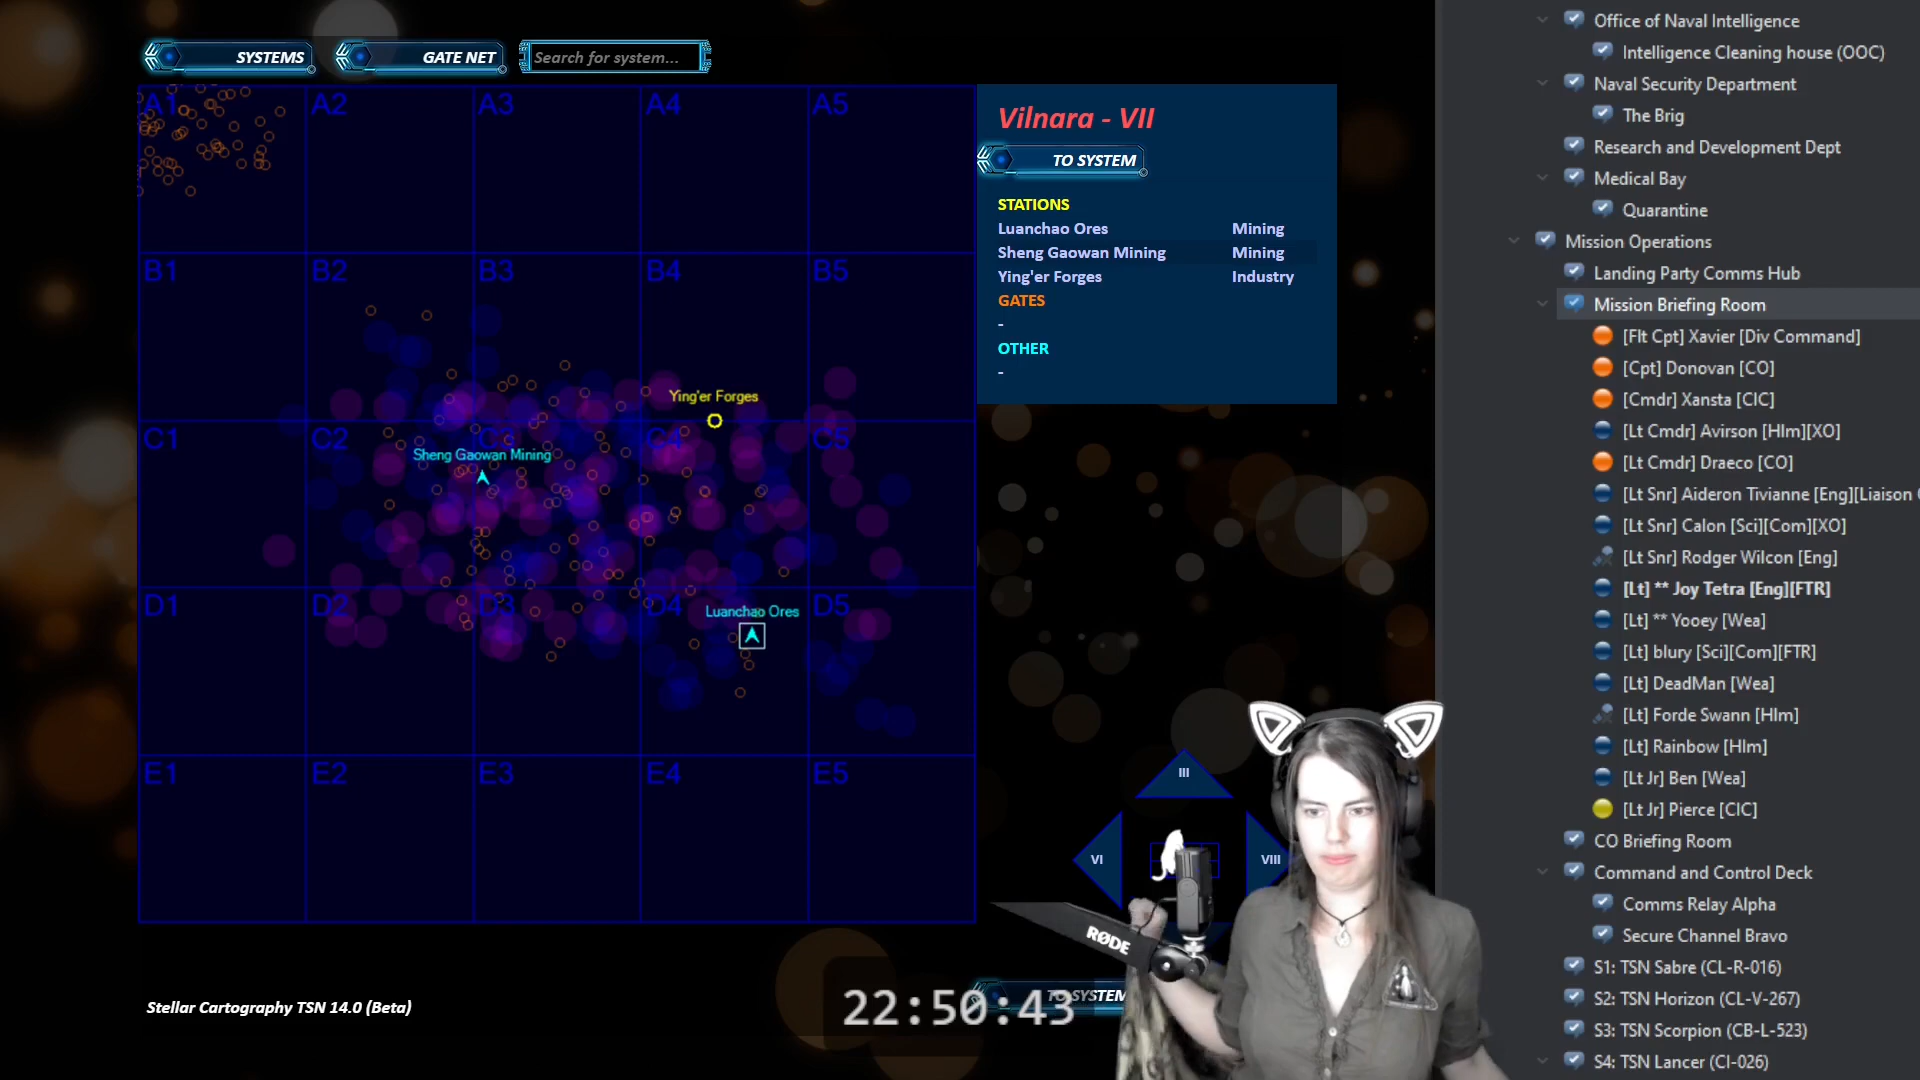 SYSTEMS
GATE NET
Search for system...
A1
A2
A3
A4
A5
B1
B2
B3
B4
B5
Ying'er Forges
C1
C2
C3
C4
C5
Sheng Gaowan Mining
D1
D2
D3
D4
D5
Luanchao Ores
E1
E2
E3
E4
E5
Vilnara - VII
TO SYSTEM
STATIONS
Luanchao Ores Mining
Sheng Gaowan Mining Mining
Ying'er Forges Industry
GATES
-
OTHER
-
III
VI
VIII
RØDE
TO SYSTEM
22:50:43
Stellar Cartography TSN 14.0 (Beta)
Office of Naval Intelligence
Intelligence Cleaning house (OOC)
Naval Security Department
The Brig
Research and Development Dept
Medical Bay
Quarantine
Mission Operations
Landing Party Comms Hub
Mission Briefing Room
[Flt Cpt] Xavier [Div Command]
[Cpt] Donovan [CO]
[Cmdr] Xansta [CIC]
[Lt Cmdr] Avirson [Hlm][XO]
[Lt Cmdr] Draeco [CO]
[Lt Snr] Aideron Tivianne [Eng][Liaison
[Lt Snr] Calon [Sci][Com][XO]
[Lt Snr] Rodger Wilcon [Eng]
[Lt] ** Joy Tetra [Eng][FTR]
[Lt] ** Yooey [Wea]
[Lt] blury [Sci][Com][FTR]
[Lt] DeadMan [Wea]
[Lt] Forde Swann [Hlm]
[Lt] Rainbow [Hlm]
[Lt Jr] Ben [Wea]
[Lt Jr] Pierce [CIC]
CO Briefing Room
Command and Control Deck
Comms Relay Alpha
Secure Channel Bravo
S1: TSN Sabre (CL-R-016)
S2: TSN Horizon (CL-V-267)
S3: TSN Scorpion (CB-L-523)
S4: TSN Lancer (CI-026)